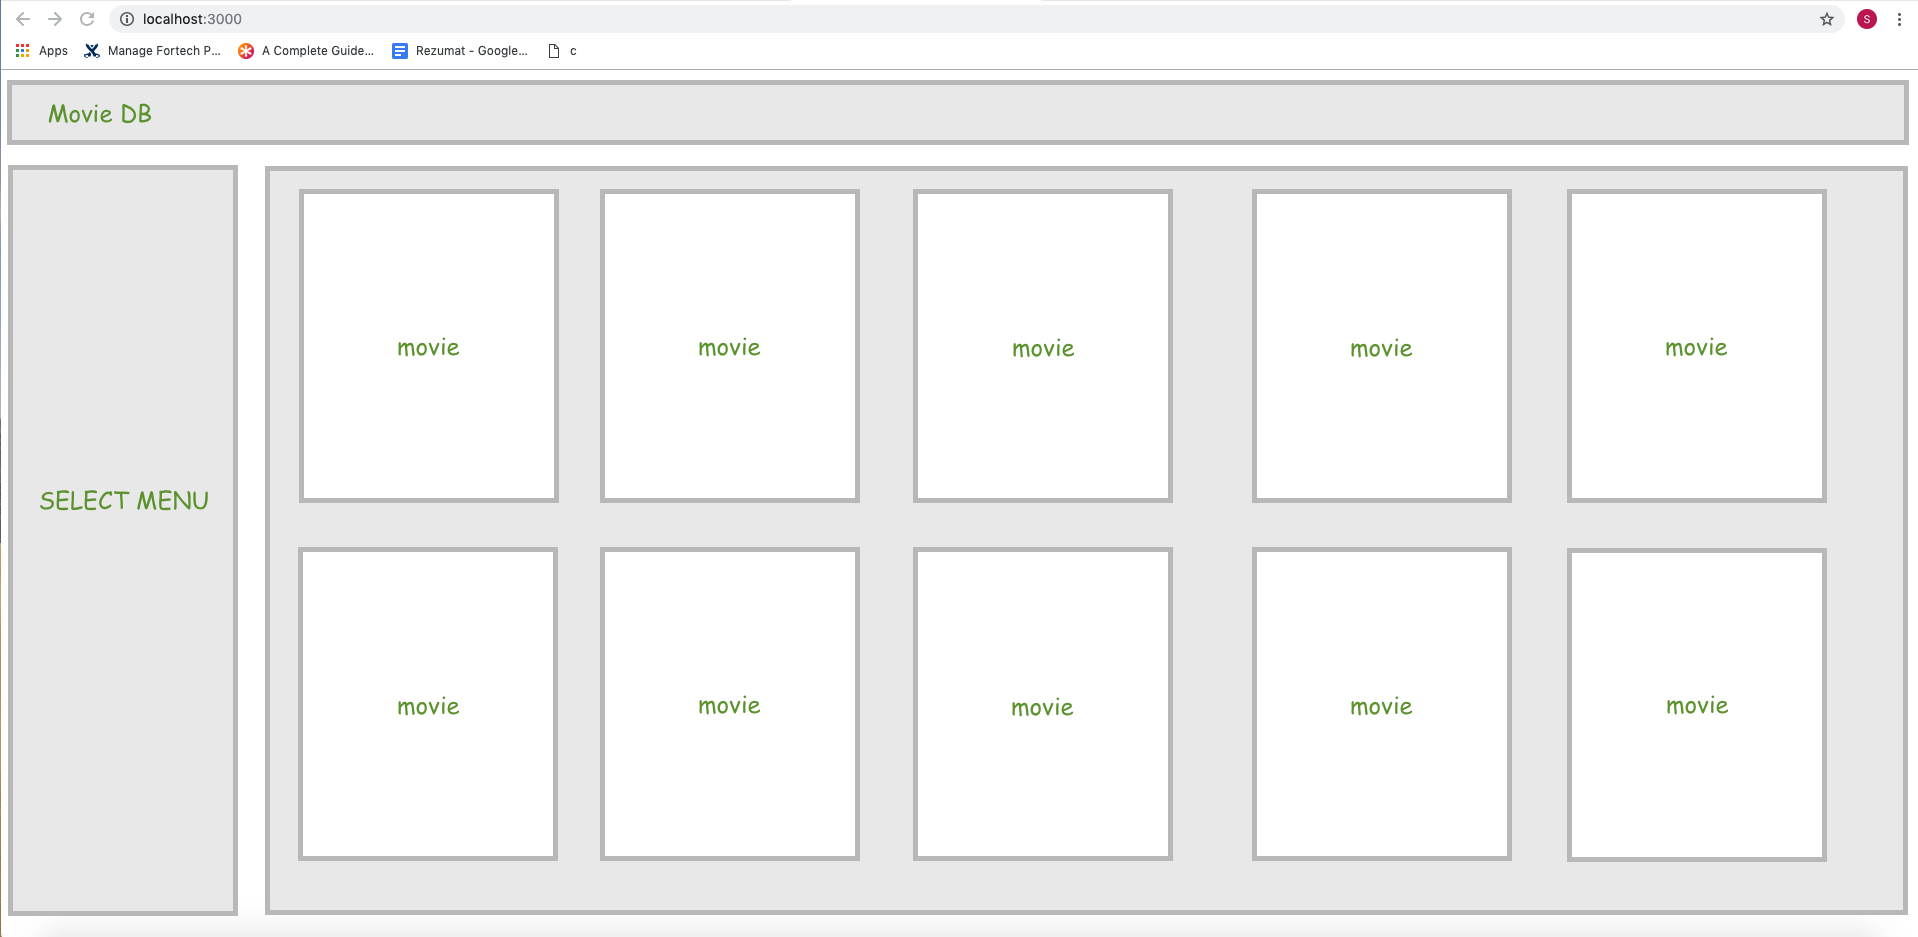 localhost:3000
S
Apps Manage Fortech P... A Complete Guide... Rezumat - Google... c
Movie DB
SELECT MENU
movie movie movie movie movie
movie movie movie movie movie